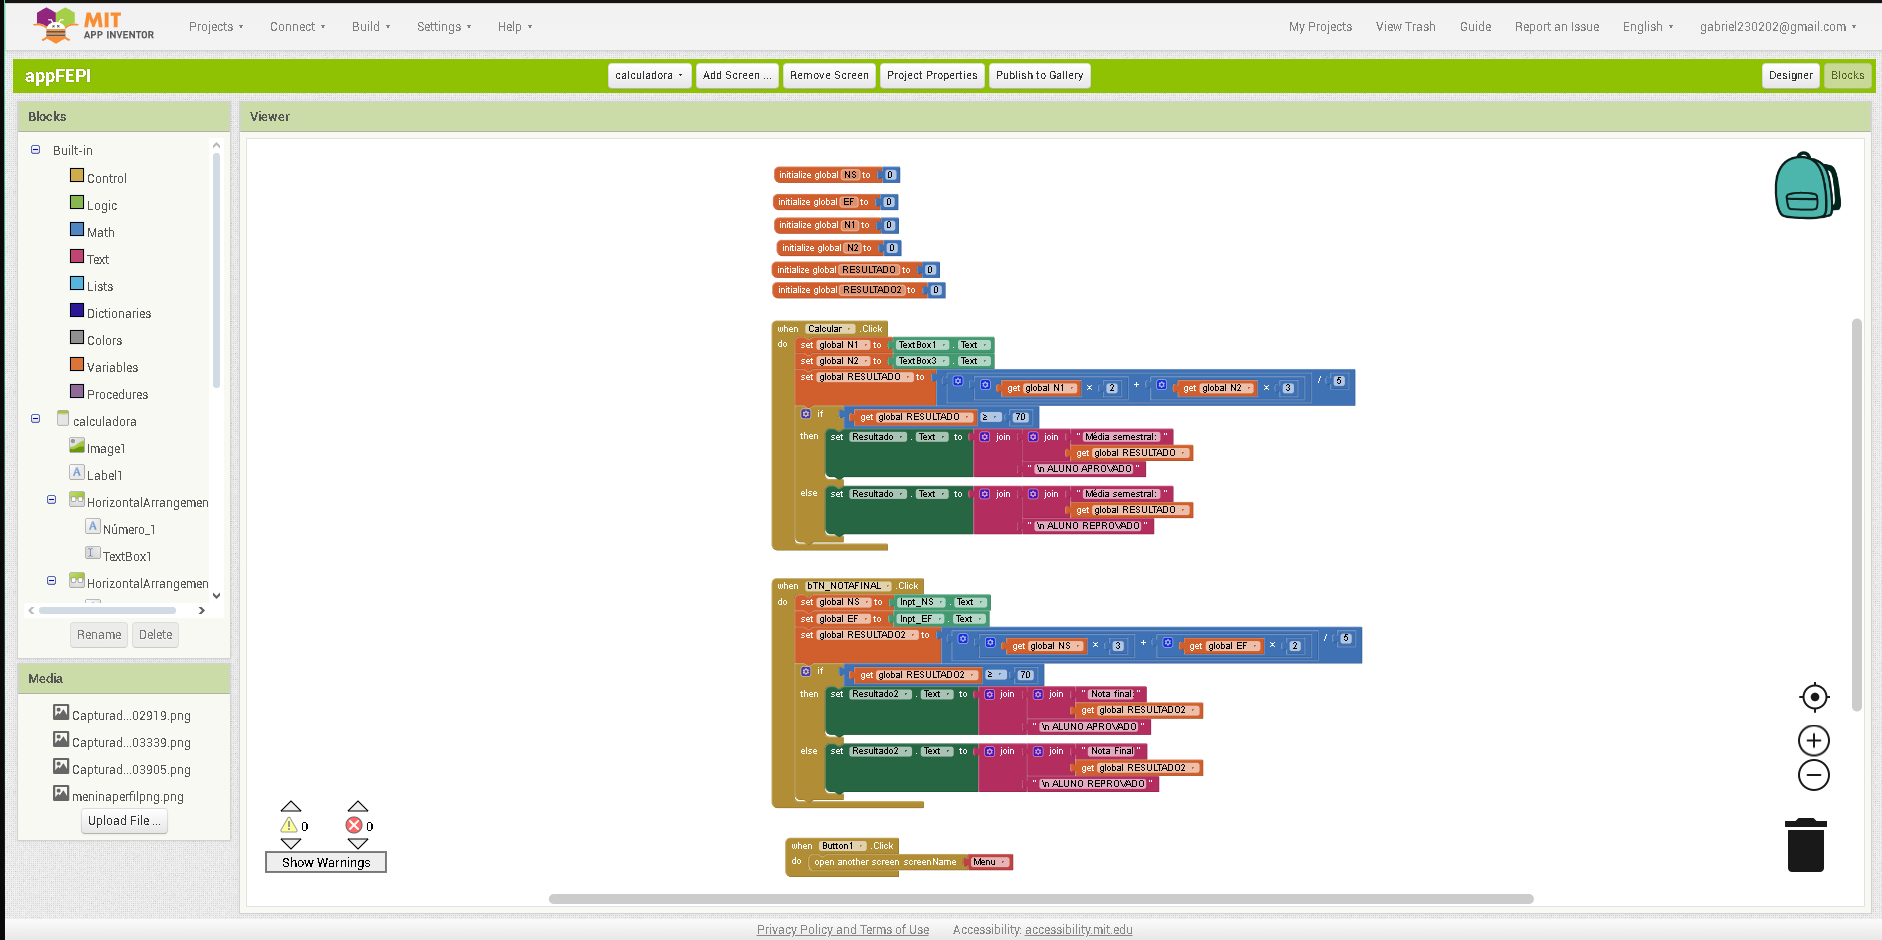 MIT
APP INVENTOR
Projects Connect Build Settings Help My Projects View Trash Guide Report an Issue English gabriel230202@gmail.com
appFEPI calculadora Add Screen ... Remove Screen Project Properties Publish to Gallery Designer Blocks
Blocks
Built-in
Control
Logic
Math
Text
Lists
Dictionaries
Colors
Variables
Procedures
calculadora
Image1
Label1
HorizontalArrangemen
Número_1
TextBox1
HorizontalArrangemen
Rename Delete
Media
Capturad...02919.png
Capturad...03339.png
Capturad...03905.png
meninaperfilpng.png
Upload File ...
Viewer
initialize global NS to 0
initialize global EF to 0
initialize global N1 to 0
initialize global N2 to 0
initialize global RESULTADO to 0
initialize global RESULTADO2 to 0
when Calcular .Click
do set global N1 to TextBox1 . Text
set global N2 to TextBox3 . Text
set global RESULTADO to get global N1 × 2 + get global N2 × 3 / 5
if get global RESULTADO ≥ 70
then set Resultado . Text to join join " Média semestral: "
get global RESULTADO
" \n ALUNO APROVADO "
else set Resultado . Text to join join " Média semestral: "
get global RESULTADO
" \n ALUNO REPROVADO "
when bTN_NOTAFINAL .Click
do set global NS to Inpt_NS . Text
set global EF to Inpt_EF . Text
set global RESULTADO2 to get global NS × 3 + get global EF × 2 / 5
if get global RESULTADO2 ≥ 70
then set Resultado2 . Text to join join " Nota final: "
get global RESULTADO2
" \n ALUNO APROVADO "
else set Resultado2 . Text to join join " Nota Final "
get global RESULTADO2
" \n ALUNO REPROVADO "
when Button1 .Click
do open another screen screenName Menu
0 0
Show Warnings
Privacy Policy and Terms of Use Accessibility: accessibility.mit.edu